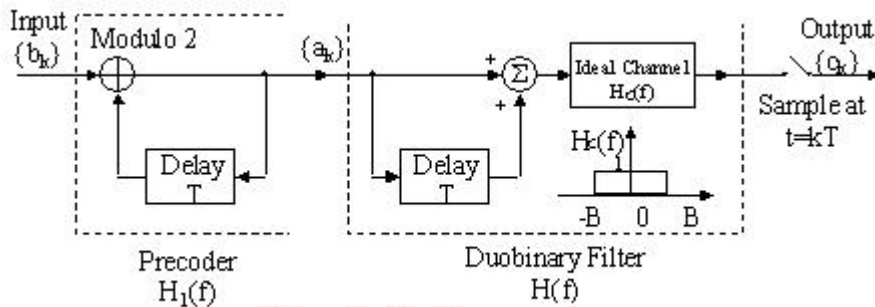 Input
{bk}
Modulo 2
{ak}
Output
{ck}
+
Σ
+
Ideal Channel
Hc(f)
Delay
T
Delay
T
Hc(f)
1
-B 0 B
Sample at
t=kT
Precoder
H1(f)
Duobinary Filter
H(f)